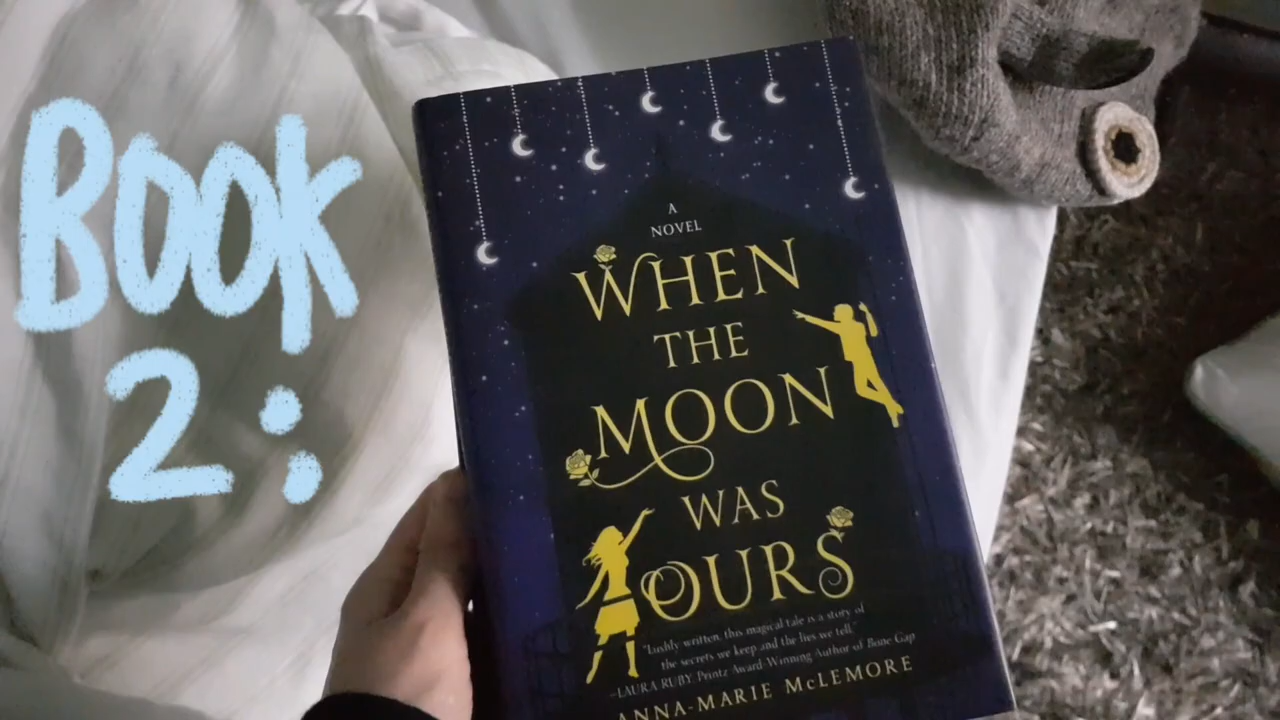 BOOK
2:
A
NOVEL
WHEN
THE
MOON
WAS
OURS
"Lushly written, this magical tale is a story of
the secrets we keep and the lies we tell."
—LAURA RUBY, Printz Award-Winning Author of Bone Gap
ANNA-MARIE McLEMORE